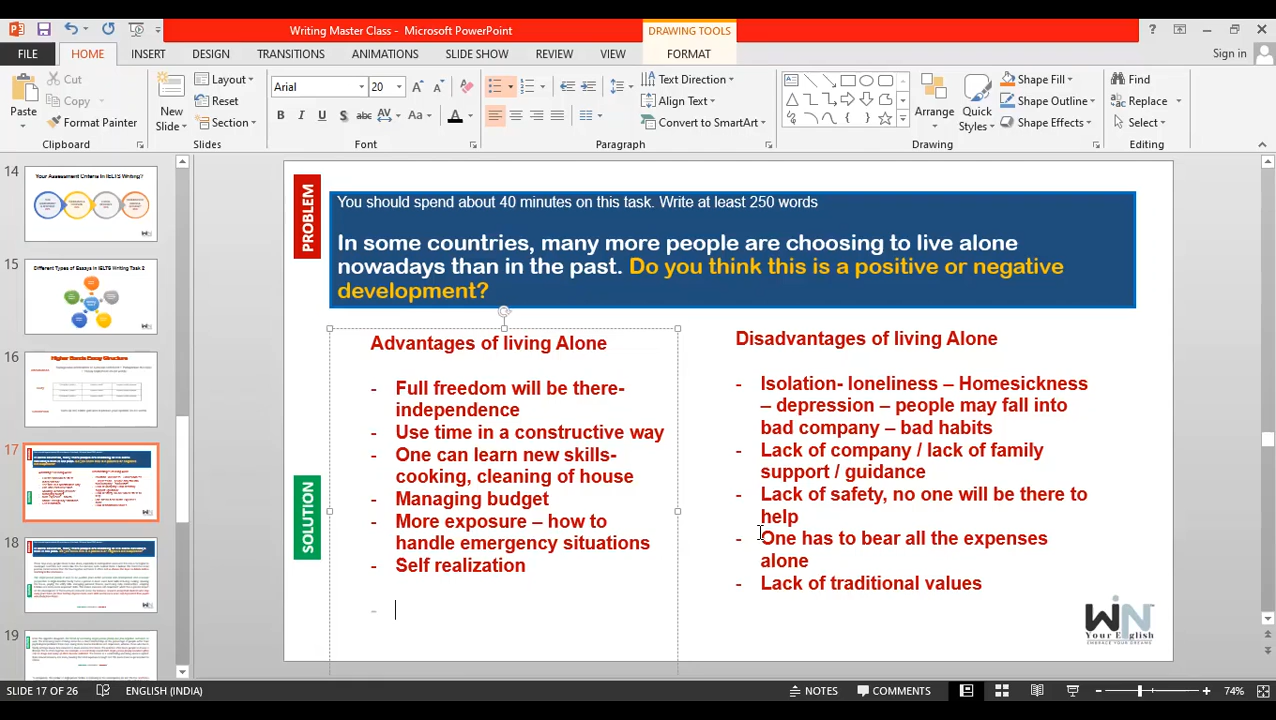 Writing Master Class - Microsoft PowerPoint
DRAWING TOOLS
Sign in
FILE HOME INSERT DESIGN TRANSITIONS ANIMATIONS SLIDE SHOW REVIEW VIEW FORMAT
Paste
Cut
Copy
Format Painter
Clipboard
New Slide
Layout
Reset
Section
Slides
Arial 20
B I U S abc AV Aa A
Font
Text Direction
Align Text
Convert to SmartArt
Paragraph
Arrange
Quick Styles
Shape Fill
Shape Outline
Shape Effects
Drawing
Find
Replace
Select
Editing
14
Your Assessment Criteria in IELTS Writing?
15
Different Types of Essays in IELTS Writing Task 2
16
Higher Bands Essay Structure
17
18
19
PROBLEM
You should spend about 40 minutes on this task. Write at least 250 words
In some countries, many more people are choosing to live alone
nowadays than in the past. Do you think this is a positive or negative
development?
SOLUTION
Advantages of living Alone
- Full freedom will be there-
independence
- Use time in a constructive way
- One can learn new skills-
cooking, cleaning of house
- Managing budget
- More exposure – how to
handle emergency situations
- Self realization
-
Disadvantages of living Alone
- Isolation- loneliness – Homesickness
– depression – people may fall into
bad company – bad habits
- Lack of company / lack of family
support / guidance
- Lack of safety, no one will be there to
help
- One has to bear all the expenses
alone
- Lack of traditional values
WIN
Your English
EMBRACE YOUR DREAMS
SLIDE 17 OF 26 ENGLISH (INDIA) NOTES COMMENTS 74%